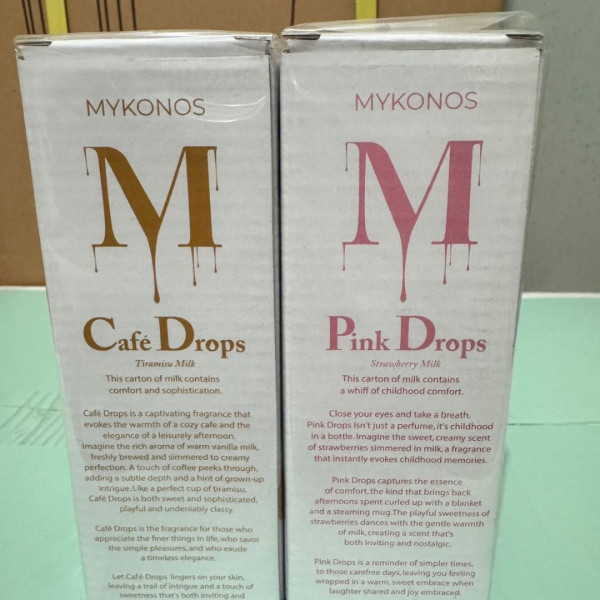 MYKONOS
M
Café Drops
Tiramisu Milk
This carton of milk contains
comfort and sophistication.
Café Drops is a captivating fragrance that
evokes the warmth of a cozy cafe and the
elegance of a leisurely afternoon.
Imagine the rich aroma of warm vanilla milk,
freshly brewed and simmered to creamy
perfection. A touch of coffee peeks through,
adding a subtle depth and a hint of grown-up
intrigue. Like a perfect cup of tiramisu,
Café Drops is both sweet and sophisticated,
playful and undeniably classy.
Café Drops is the fragrance for those who
appreciate the finer things in life, who savor
the simple pleasures, and who exude
a timeless elegance.
Let Café Drops lingers on your skin,
leaving a trail of intrigue and a touch of
sweetness that's both inviting and
MYKONOS
M
Pink Drops
Strawberry Milk
This carton of milk contains
a whiff of childhood comfort.
Close your eyes and take a breath.
Pink Drops isn't just a perfume, it's childhood
in a bottle. Imagine the sweet, creamy scent
of strawberries simmered in milk, a fragrance
that instantly evokes childhood memories.
Pink Drops captures the essence
of comfort, the kind that brings back
afternoons spent curled up with a blanket
and a steaming mug. The playful sweetness of
strawberries dances with the gentle warmth
of milk, creating a scent that's
both inviting and nostalgic.
Pink Drops is a reminder of simpler times,
to those carefree days, leaving you feeling
wrapped in a warm, sweet embrace when
laughter shared and joy embraced.